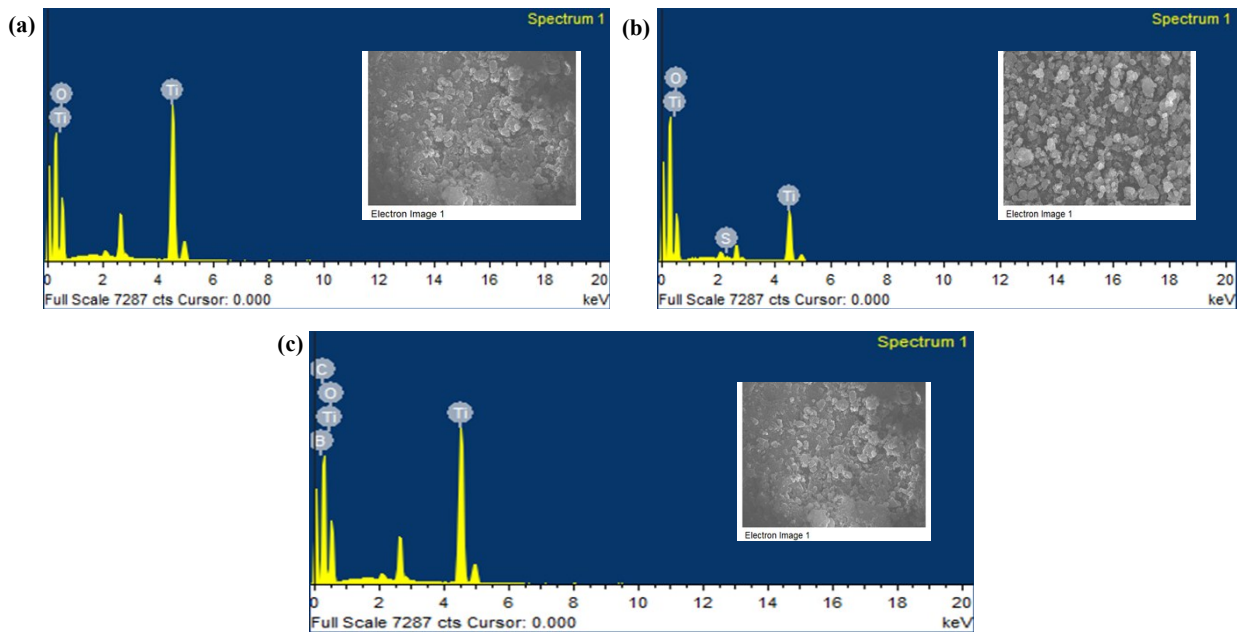 (a)
Spectrum 1
O
Ti
Ti
Electron Image 1
0 2 4 6 8 10 12 14 16 18 20
Full Scale 7287 cts Cursor: 0.000 keV
(b)
Spectrum 1
O
Ti
S
Ti
Electron Image 1
0 2 4 6 8 10 12 14 16 18 20
Full Scale 7287 cts Cursor: 0.000 keV
(c)
Spectrum 1
C
O
Ti
B
Ti
Electron Image 1
0 2 4 6 8 10 12 14 16 18 20
Full Scale 7287 cts Cursor: 0.000 keV